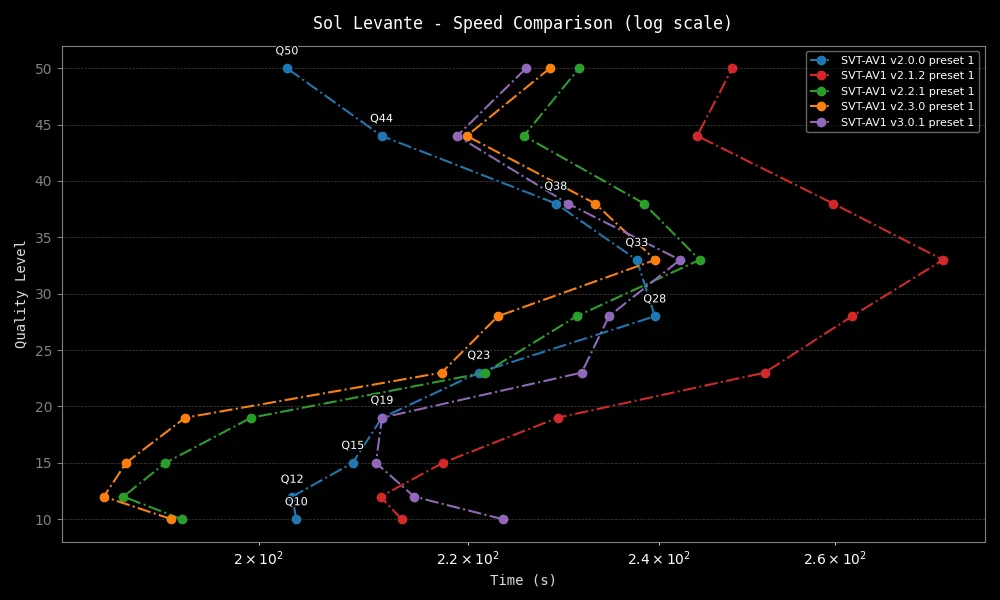 Sol Levante - Speed Comparison (log scale)
SVT-AV1 v2.0.0 preset 1
SVT-AV1 v2.1.2 preset 1
SVT-AV1 v2.2.1 preset 1
SVT-AV1 v2.3.0 preset 1
SVT-AV1 v3.0.1 preset 1
Quality Level
50
45
40
35
30
25
20
15
10
Q50
Q44
Q38
Q33
Q28
Q23
Q19
Q15
Q12
Q10
2 × 10²
2.2 × 10²
2.4 × 10²
2.6 × 10²
Time (s)